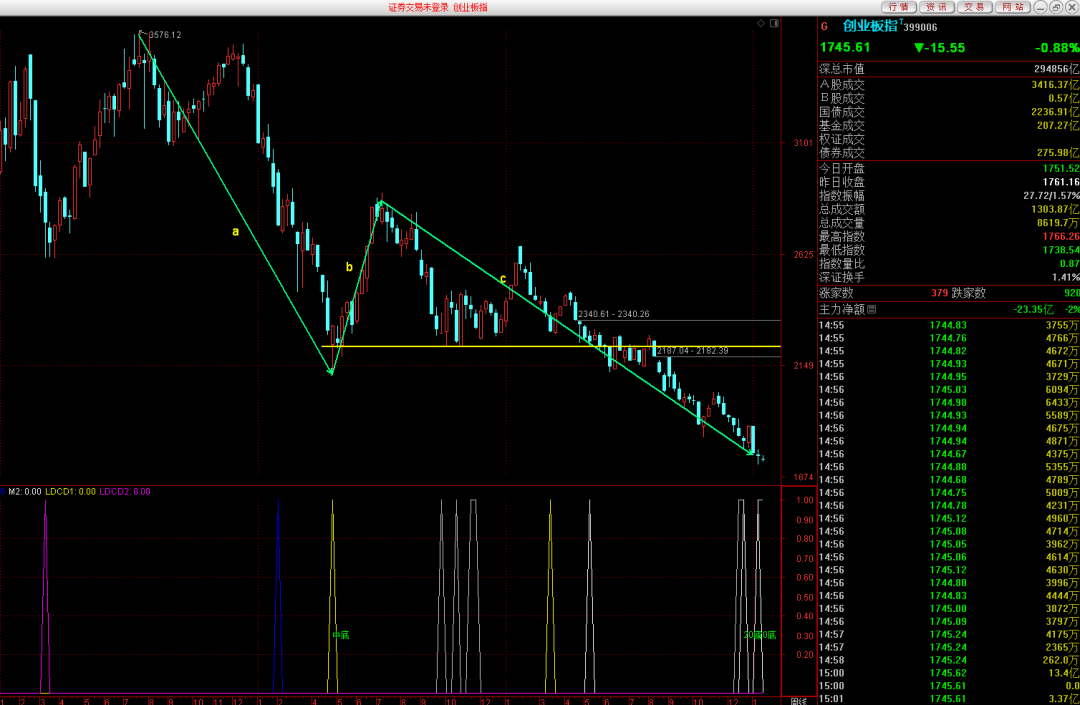 证券交易未登录 创业板指
行情 资讯 交易 网站
3576.12
a
b
c
2340.61 - 2340.26
2187.04 - 2182.39
3101
2625
2149
1674
M2: 0.00 LDCD1: 0.00 LDCD2: 0.00
1.00
0.90
0.80
0.70
0.60
0.50
0.40
0.30
0.20
中底
G 创业板指 399006
1745.61 ▼-15.55 -0.88%
深总市值 294856亿
A股成交 3416.37亿
B股成交 0.57亿
国债成交 2236.91亿
基金成交 207.27亿
权证成交
债券成交 275.98亿
今日开盘 1751.52
昨日收盘 1761.16
指数振幅 27.72/1.57%
总成交额 1303.87亿
总成交量 8619.7万
最高指数 1766.26
最低指数 1738.54
指数量比 0.87
深证换手 1.41%
涨家数 379 跌家数 920
主力净额 -23.35亿 -2%
14:55 1744.83 3755万
14:55 1744.76 4766万
14:55 1744.82 4672万
14:55 1744.93 4671万
14:56 1744.95 3729万
14:56 1745.03 6094万
14:56 1744.98 6433万
14:56 1744.93 5589万
14:56 1744.94 4675万
14:56 1744.94 4871万
14:56 1744.67 4375万
14:56 1744.88 5355万
14:56 1744.68 4789万
14:56 1744.75 5009万
14:56 1744.78 4231万
14:56 1745.12 4960万
14:56 1745.08 4714万
14:56 1745.05 3962万
14:56 1745.06 4614万
14:56 1745.12 4630万
14:56 1744.80 3996万
14:56 1744.83 4444万
14:56 1745.00 3872万
14:56 1745.09 3797万
14:57 1745.24 4175万
14:57 1745.24 2365万
14:58 1745.24 262.0万
15:00 1745.62 13.4亿
15:00 1745.61 0.0
15:01 1745.61 3.37亿